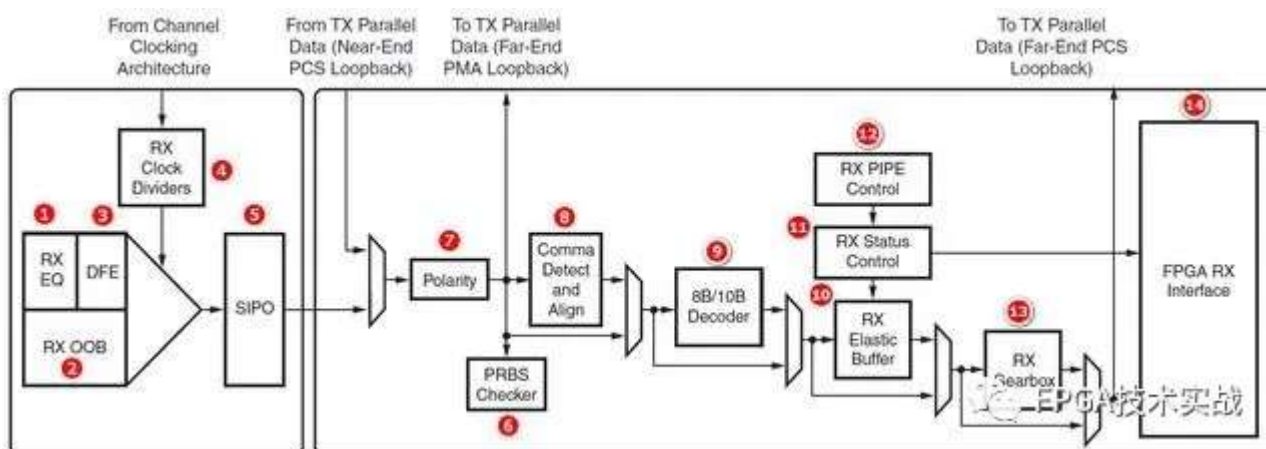 From Channel
Clocking
Architecture
From TX Parallel
Data (Near-End
PCS Loopback)
To TX Parallel
Data (Far-End
PMA Loopback)
To TX Parallel
Data (Far-End PCS
Loopback)
RX
Clock
Dividers
4
1
3
5
RX
EQ
DFE
SIPO
RX OOB
2
7
Polarity
8
Comma
Detect
and
Align
PRBS
Checker
6
9
8B/10B
Decoder
12
RX PIPE
Control
11
RX Status
Control
10
RX
Elastic
Buffer
13
RX
Gearbox
14
FPGA RX
Interface
FPGA技术实战